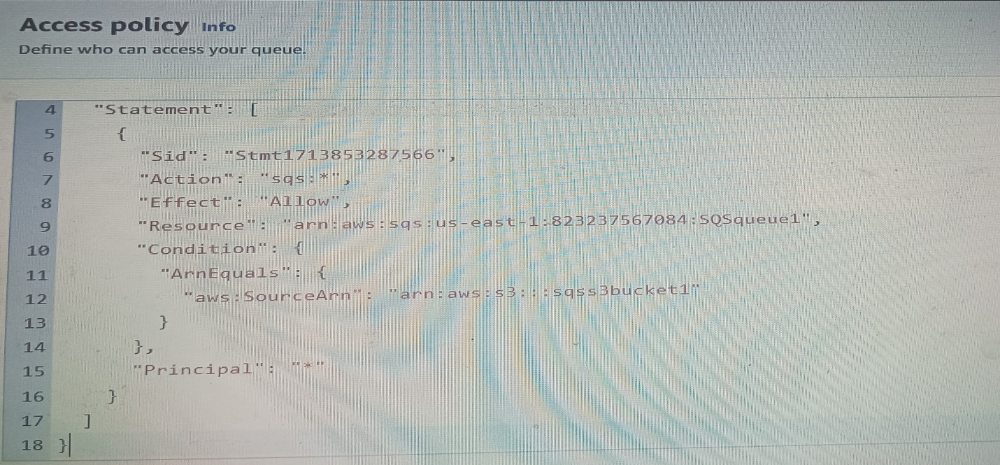 Access policy Info
Define who can access your queue.
4 "Statement": [
5 {
6 "Sid": "Stmt1713853287566",
7 "Action": "sqs:*",
8 "Effect": "Allow",
9 "Resource": "arn:aws:sqs:us-east-1:823237567084:SQSqueue1",
10 "Condition": {
11 "ArnEquals": {
12 "aws:SourceArn": "arn:aws:s3:::sqss3bucket1"
13 }
14 },
15 "Principal": "*"
16 }
17 ]
18 }